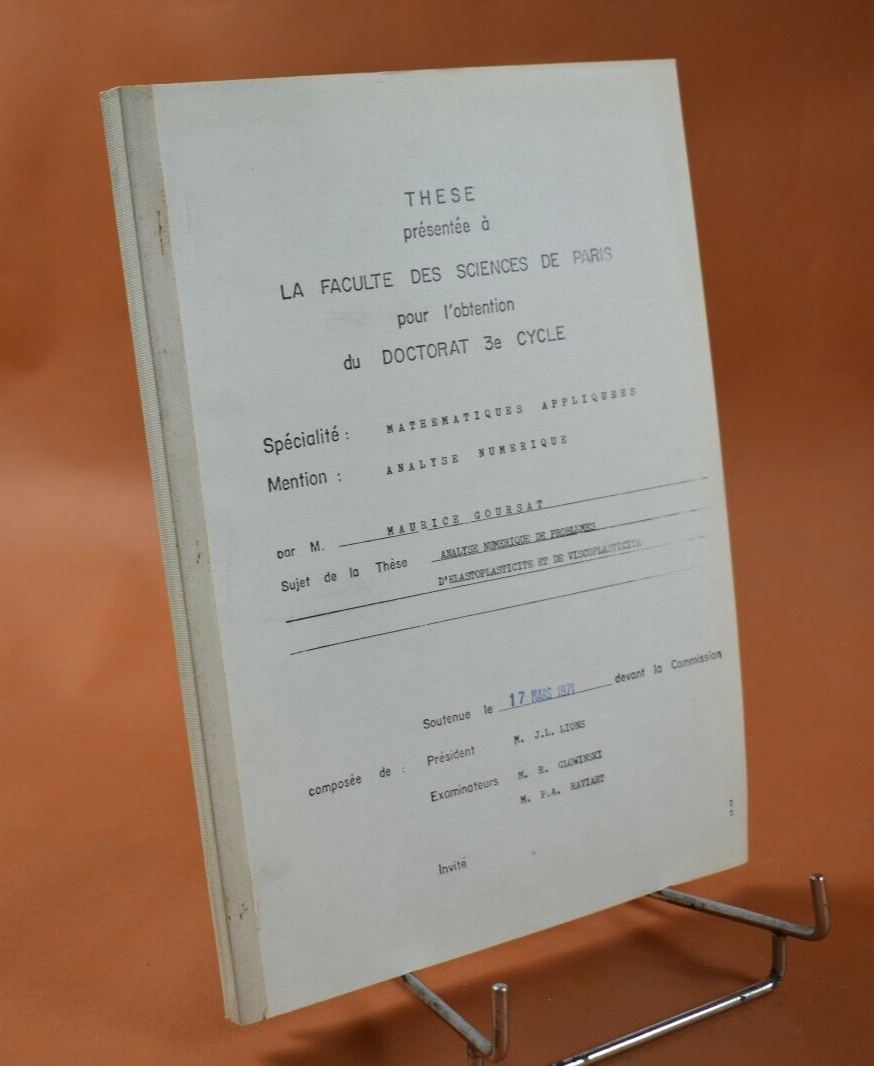 THESE
présentée à
LA FACULTE DES SCIENCES DE PARIS
pour l'obtention
du DOCTORAT 3e CYCLE
Spécialité : MATHEMATIQUES APPLIQUEES
Mention : ANALYSE NUMERIQUE
par M. MAURICE GOURSAT
Sujet de la Thèse ANALYSE NUMERIQUE DE PROBLEMES
D'ELASTOPLASTICITE ET DE VISCOPLASTICITE
Soutenue le 17 MARS 1971 devant la Commission
composée de : Président M. J.L. LIONS
Examinateurs M. R. GLOWINSKI
M. P.A. RAVIART
Invité